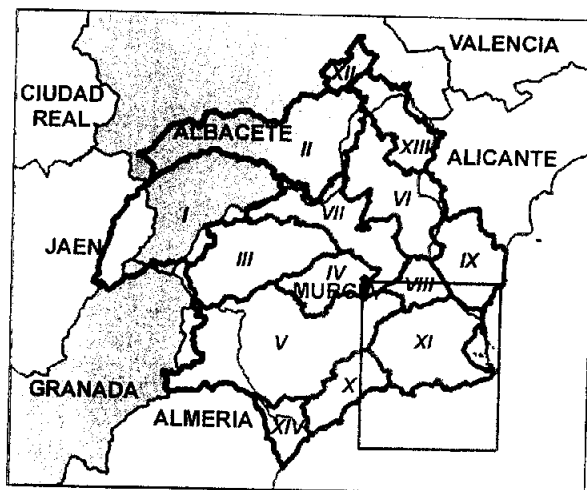 VALENCIA
CIUDAD
REAL
XII
ALBACETE
II
XIII
ALICANTE
I
VII
VI
JAEN
III
IX
IV
MURCIA
VIII
V
XI
GRANADA
X
ALMERIA
XIV